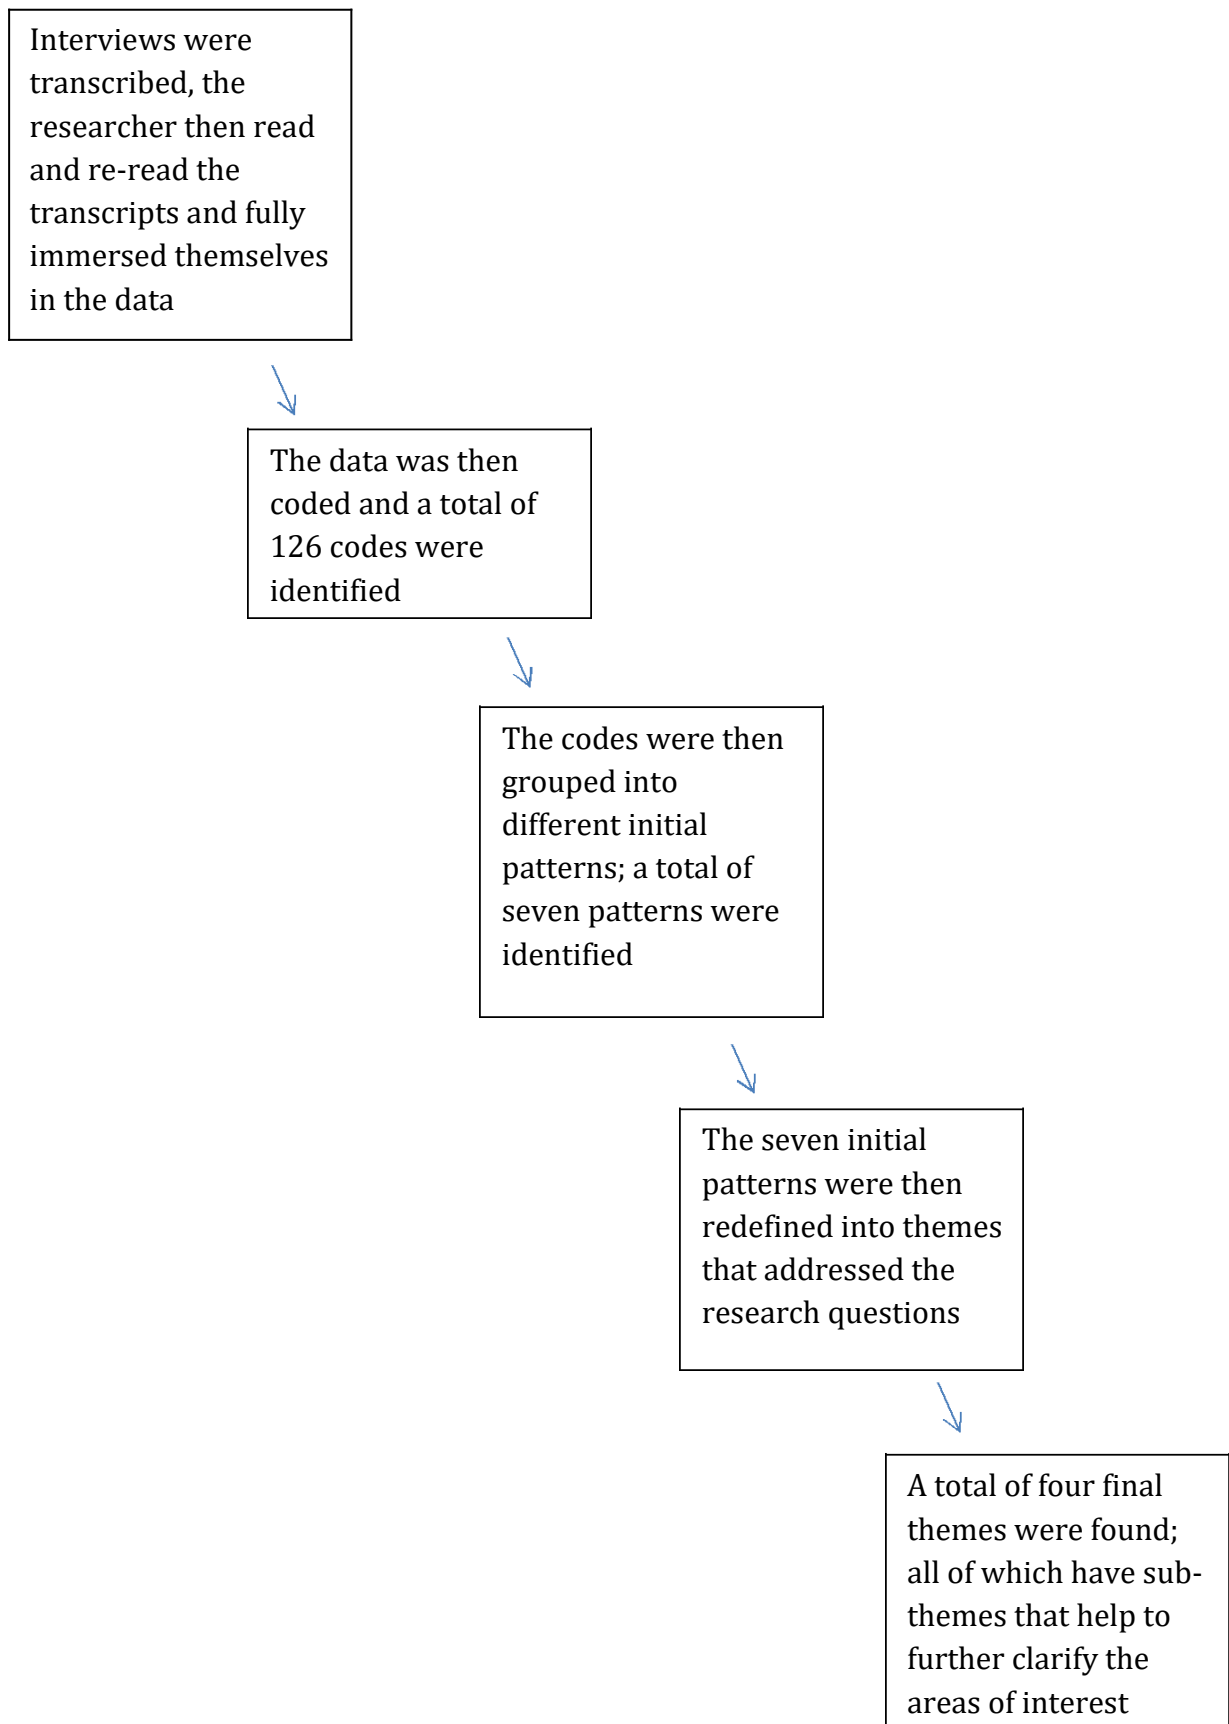 Interviews were
transcribed, the
researcher then read
and re-read the
transcripts and fully
immersed themselves
in the data
The data was then
coded and a total of
126 codes were
identified
The codes were then
grouped into
different initial
patterns; a total of
seven patterns were
identified
The seven initial
patterns were then
redefined into themes
that addressed the
research questions
A total of four final
themes were found;
all of which have sub-
themes that help to
further clarify the
areas of interest